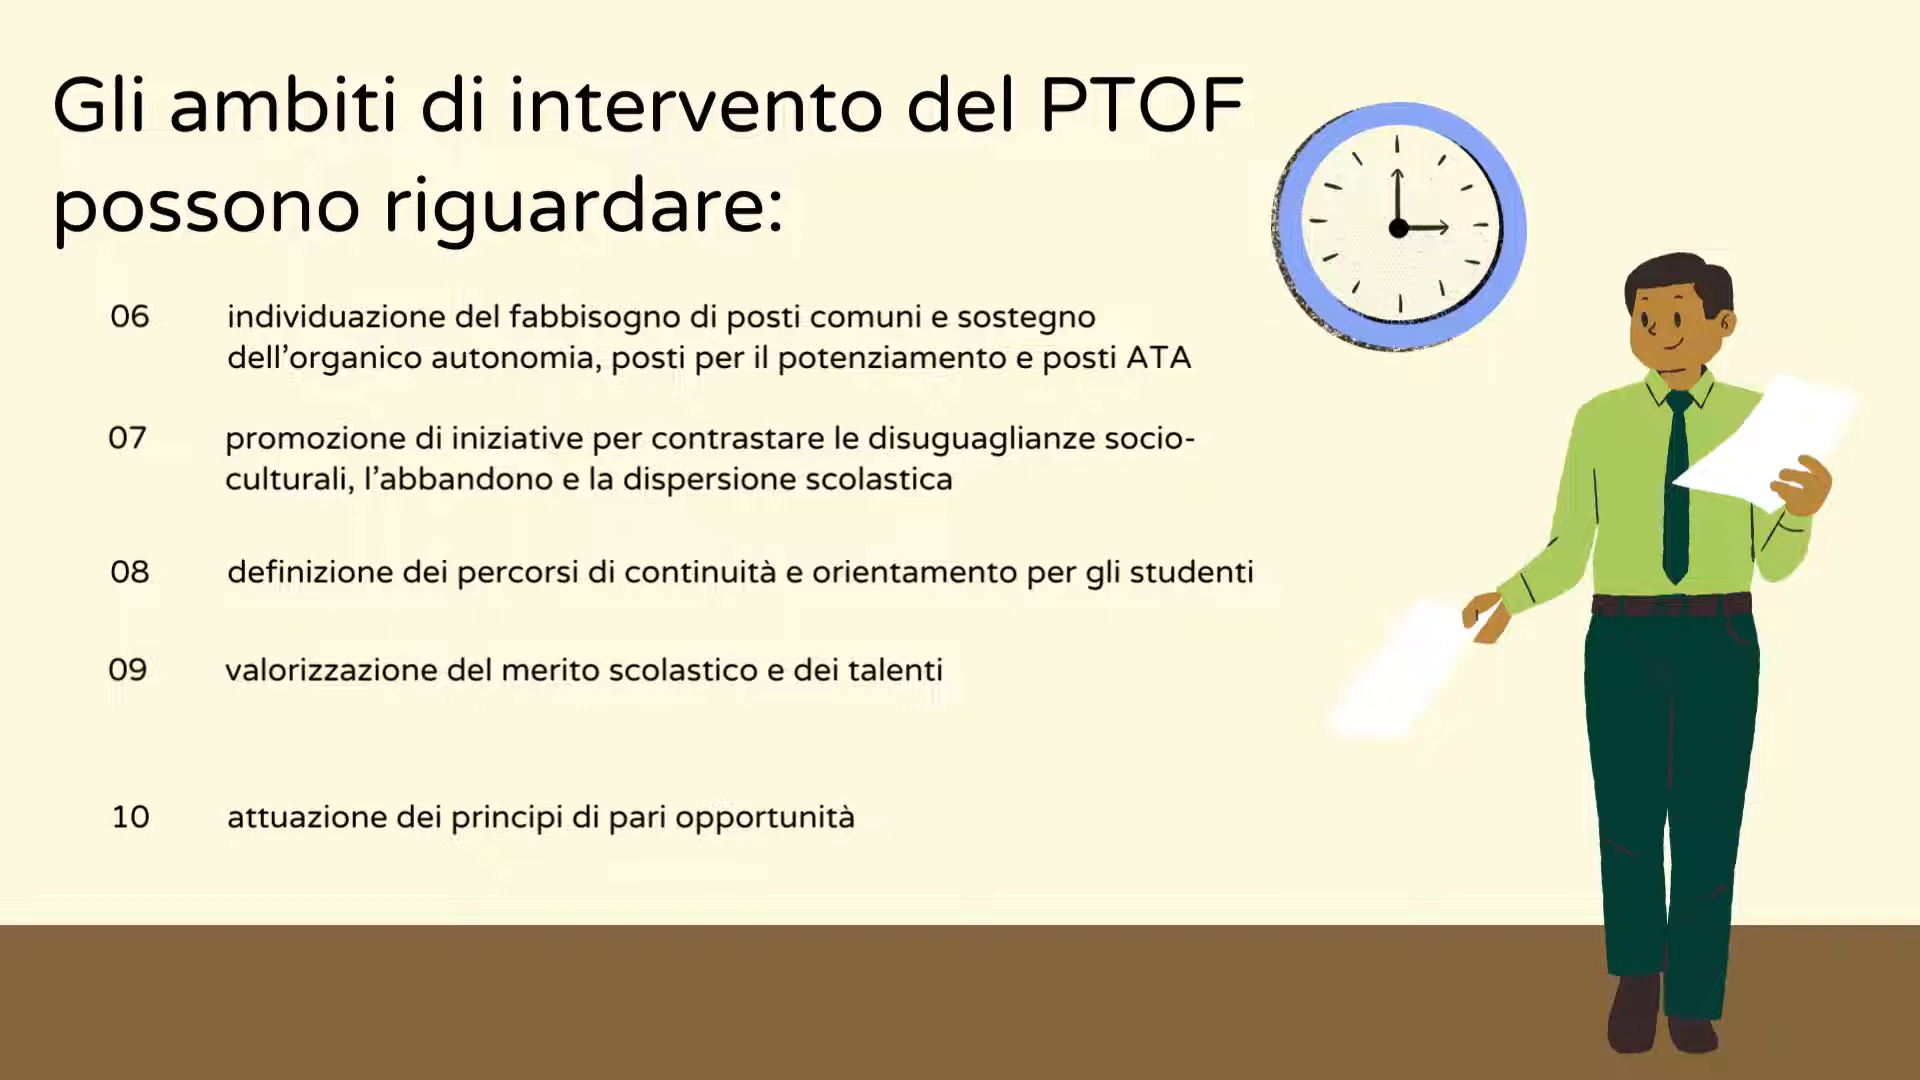 Gli ambiti di intervento del PTOF
possono riguardare:
06 individuazione del fabbisogno di posti comuni e sostegno
dell’organico autonomia, posti per il potenziamento e posti ATA
07 promozione di iniziative per contrastare le disuguaglianze socio-
culturali, l’abbandono e la dispersione scolastica
08 definizione dei percorsi di continuità e orientamento per gli studenti
09 valorizzazione del merito scolastico e dei talenti
10 attuazione dei principi di pari opportunità